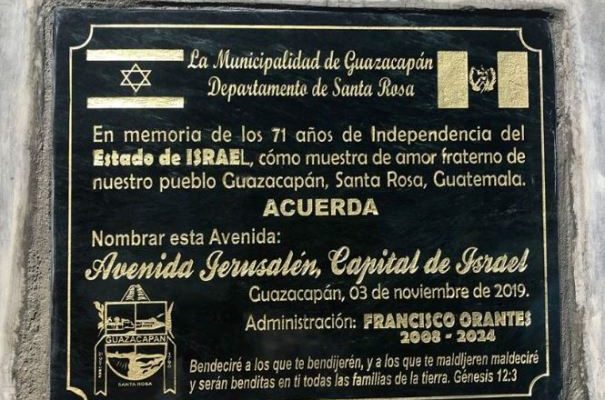 La Municipalidad de Guazacapán
Departamento de Santa Rosa
En memoria de los 71 años de Independencia del
Estado de ISRAEL, cómo muestra de amor fraterno de
nuestro pueblo Guazacapán, Santa Rosa, Guatemala.
ACUERDA
Nombrar esta Avenida:
Avenida Jerusalén, Capital de Israel
Guazacapán, 03 de noviembre de 2019.
Administración: FRANCISCO ORANTES
2008 - 2024
GUAZACAPAN
SANTA ROSA
Bendeciré a los que te bendijerén, y a los que te maldijeren maldeciré
y serán benditas en ti todas las familias de la tierra. Génesis 12:3